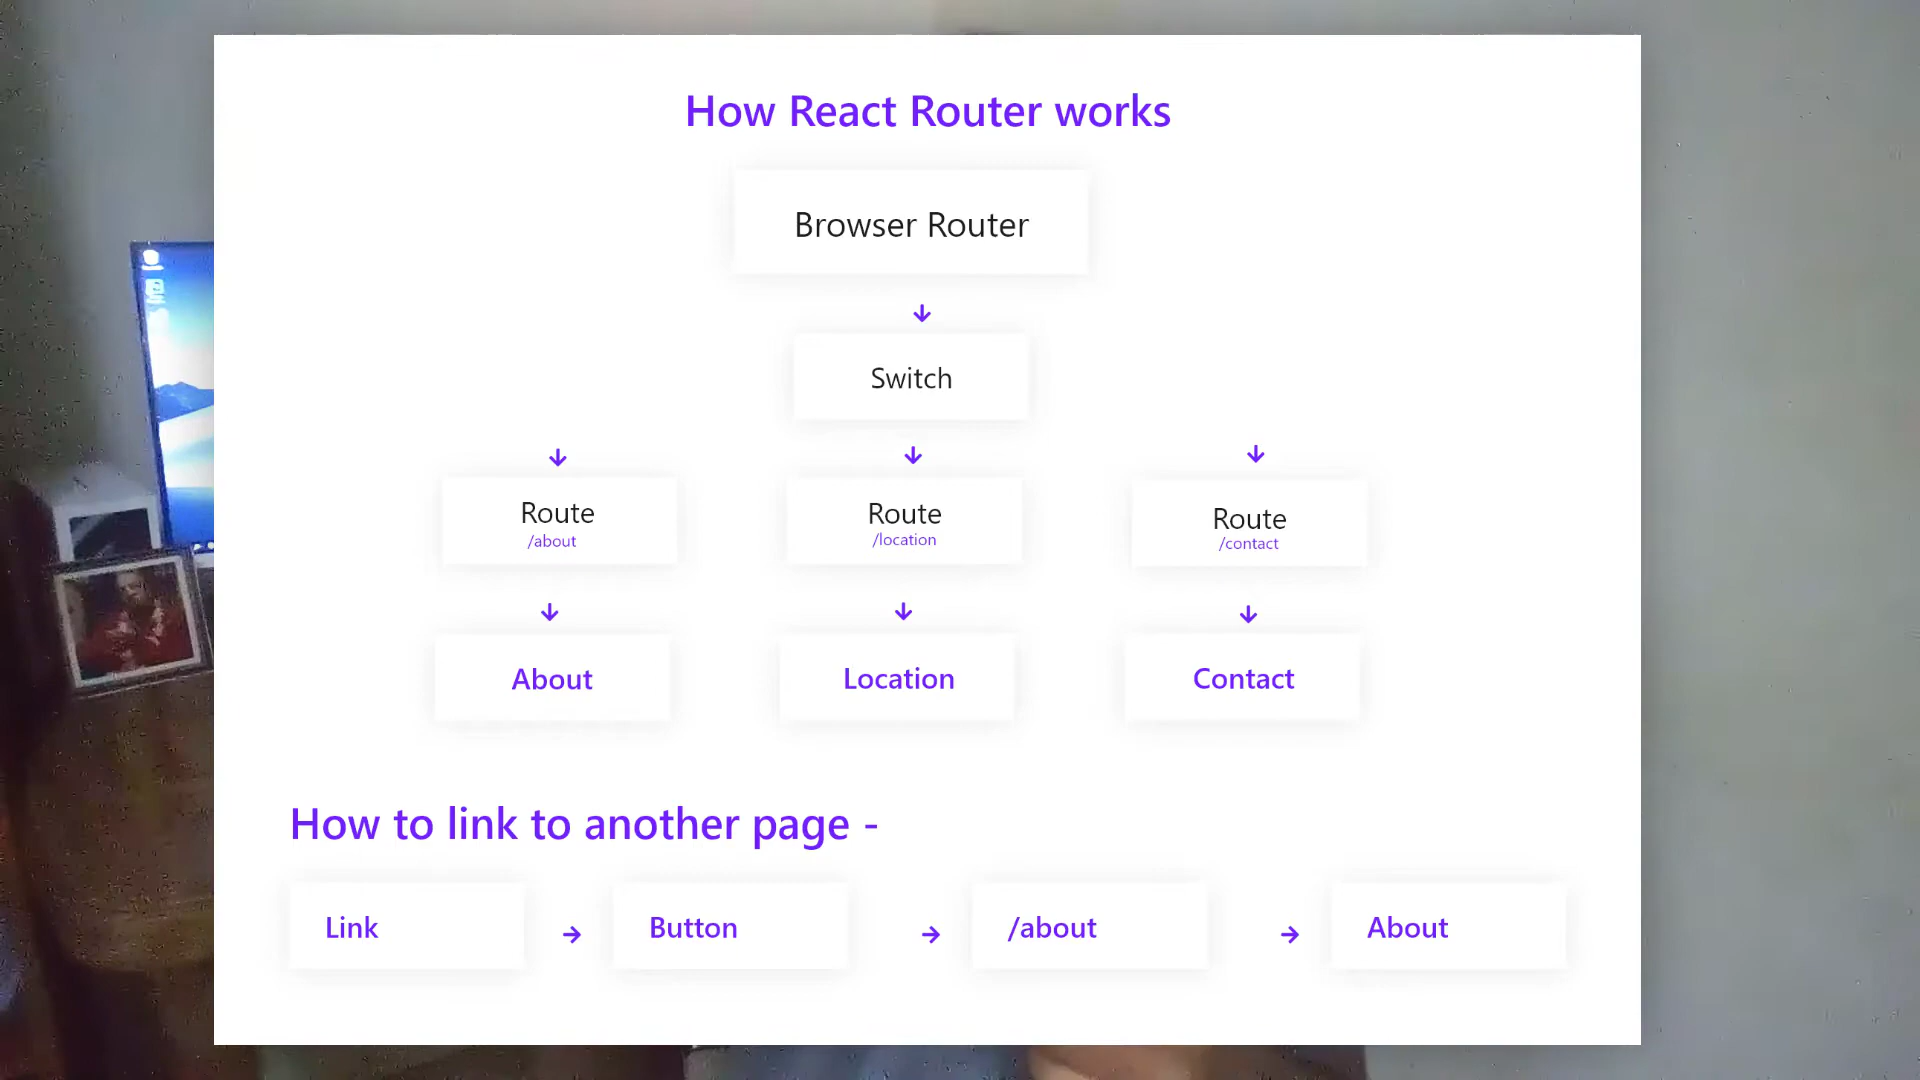 How React Router works
Browser Router
Switch
Route
/about
Route
/location
Route
/contact
About
Location
Contact
How to link to another page -
Link
Button
/about
About